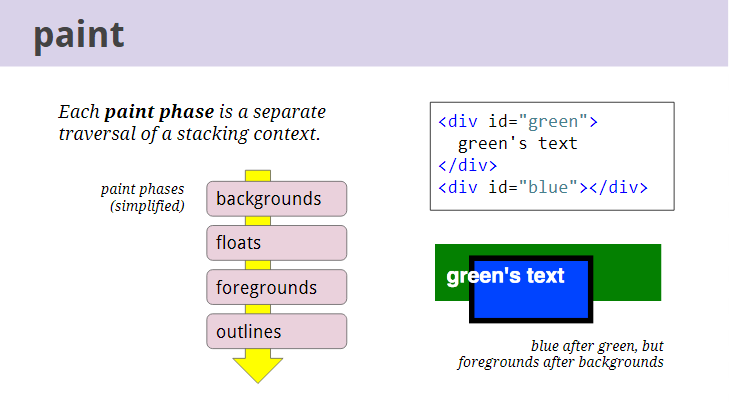 paint
Each paint phase is a separate
traversal of a stacking context.
paint phases
(simplified)
backgrounds
floats
foregrounds
outlines
<div id="green">
  green's text
</div>
<div id="blue"></div>
green's text
blue after green, but
foregrounds after backgrounds